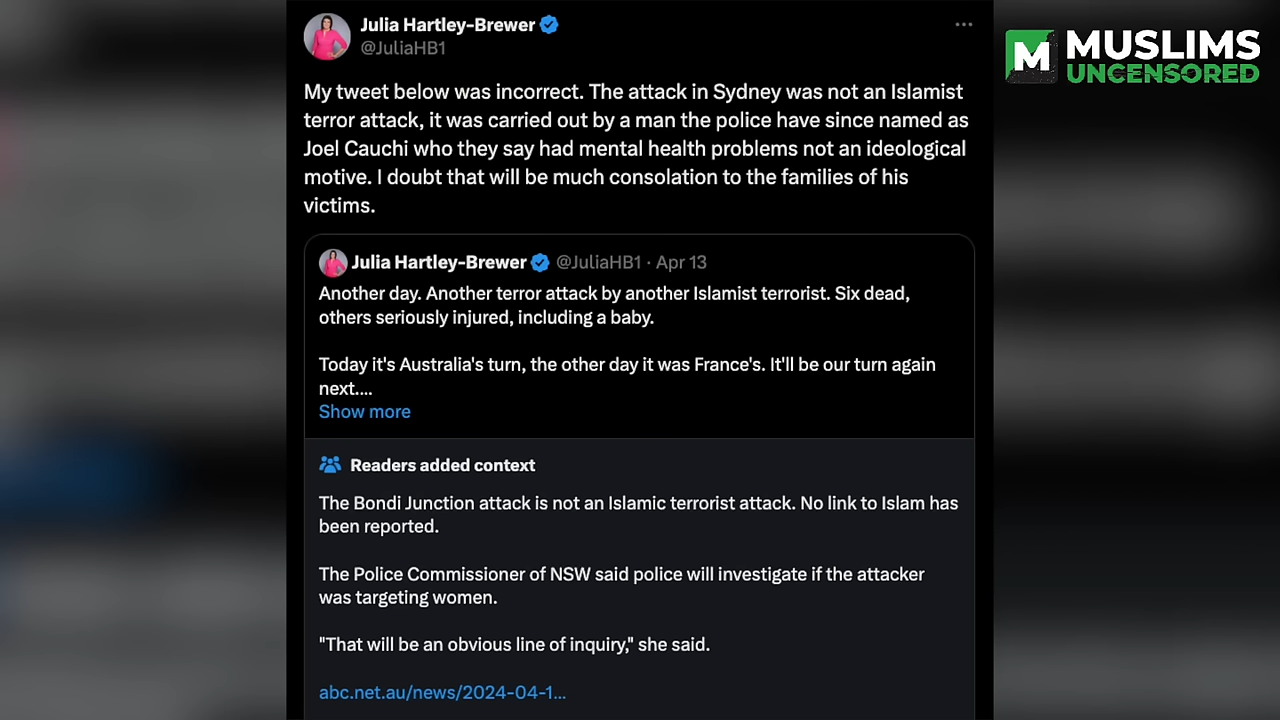 Julia Hartley-Brewer
@JuliaHB1
My tweet below was incorrect. The attack in Sydney was not an Islamist
terror attack, it was carried out by a man the police have since named as
Joel Cauchi who they say had mental health problems not an ideological
motive. I doubt that will be much consolation to the families of his
victims.
Julia Hartley-Brewer @JuliaHB1 · Apr 13
Another day. Another terror attack by another Islamist terrorist. Six dead,
others seriously injured, including a baby.
Today it's Australia's turn, the other day it was France's. It'll be our turn again
next....
Show more
Readers added context
The Bondi Junction attack is not an Islamic terrorist attack. No link to Islam has
been reported.
The Police Commissioner of NSW said police will investigate if the attacker
was targeting women.
"That will be an obvious line of inquiry," she said.
abc.net.au/news/2024-04-1...
M MUSLIMS
UNCENSORED